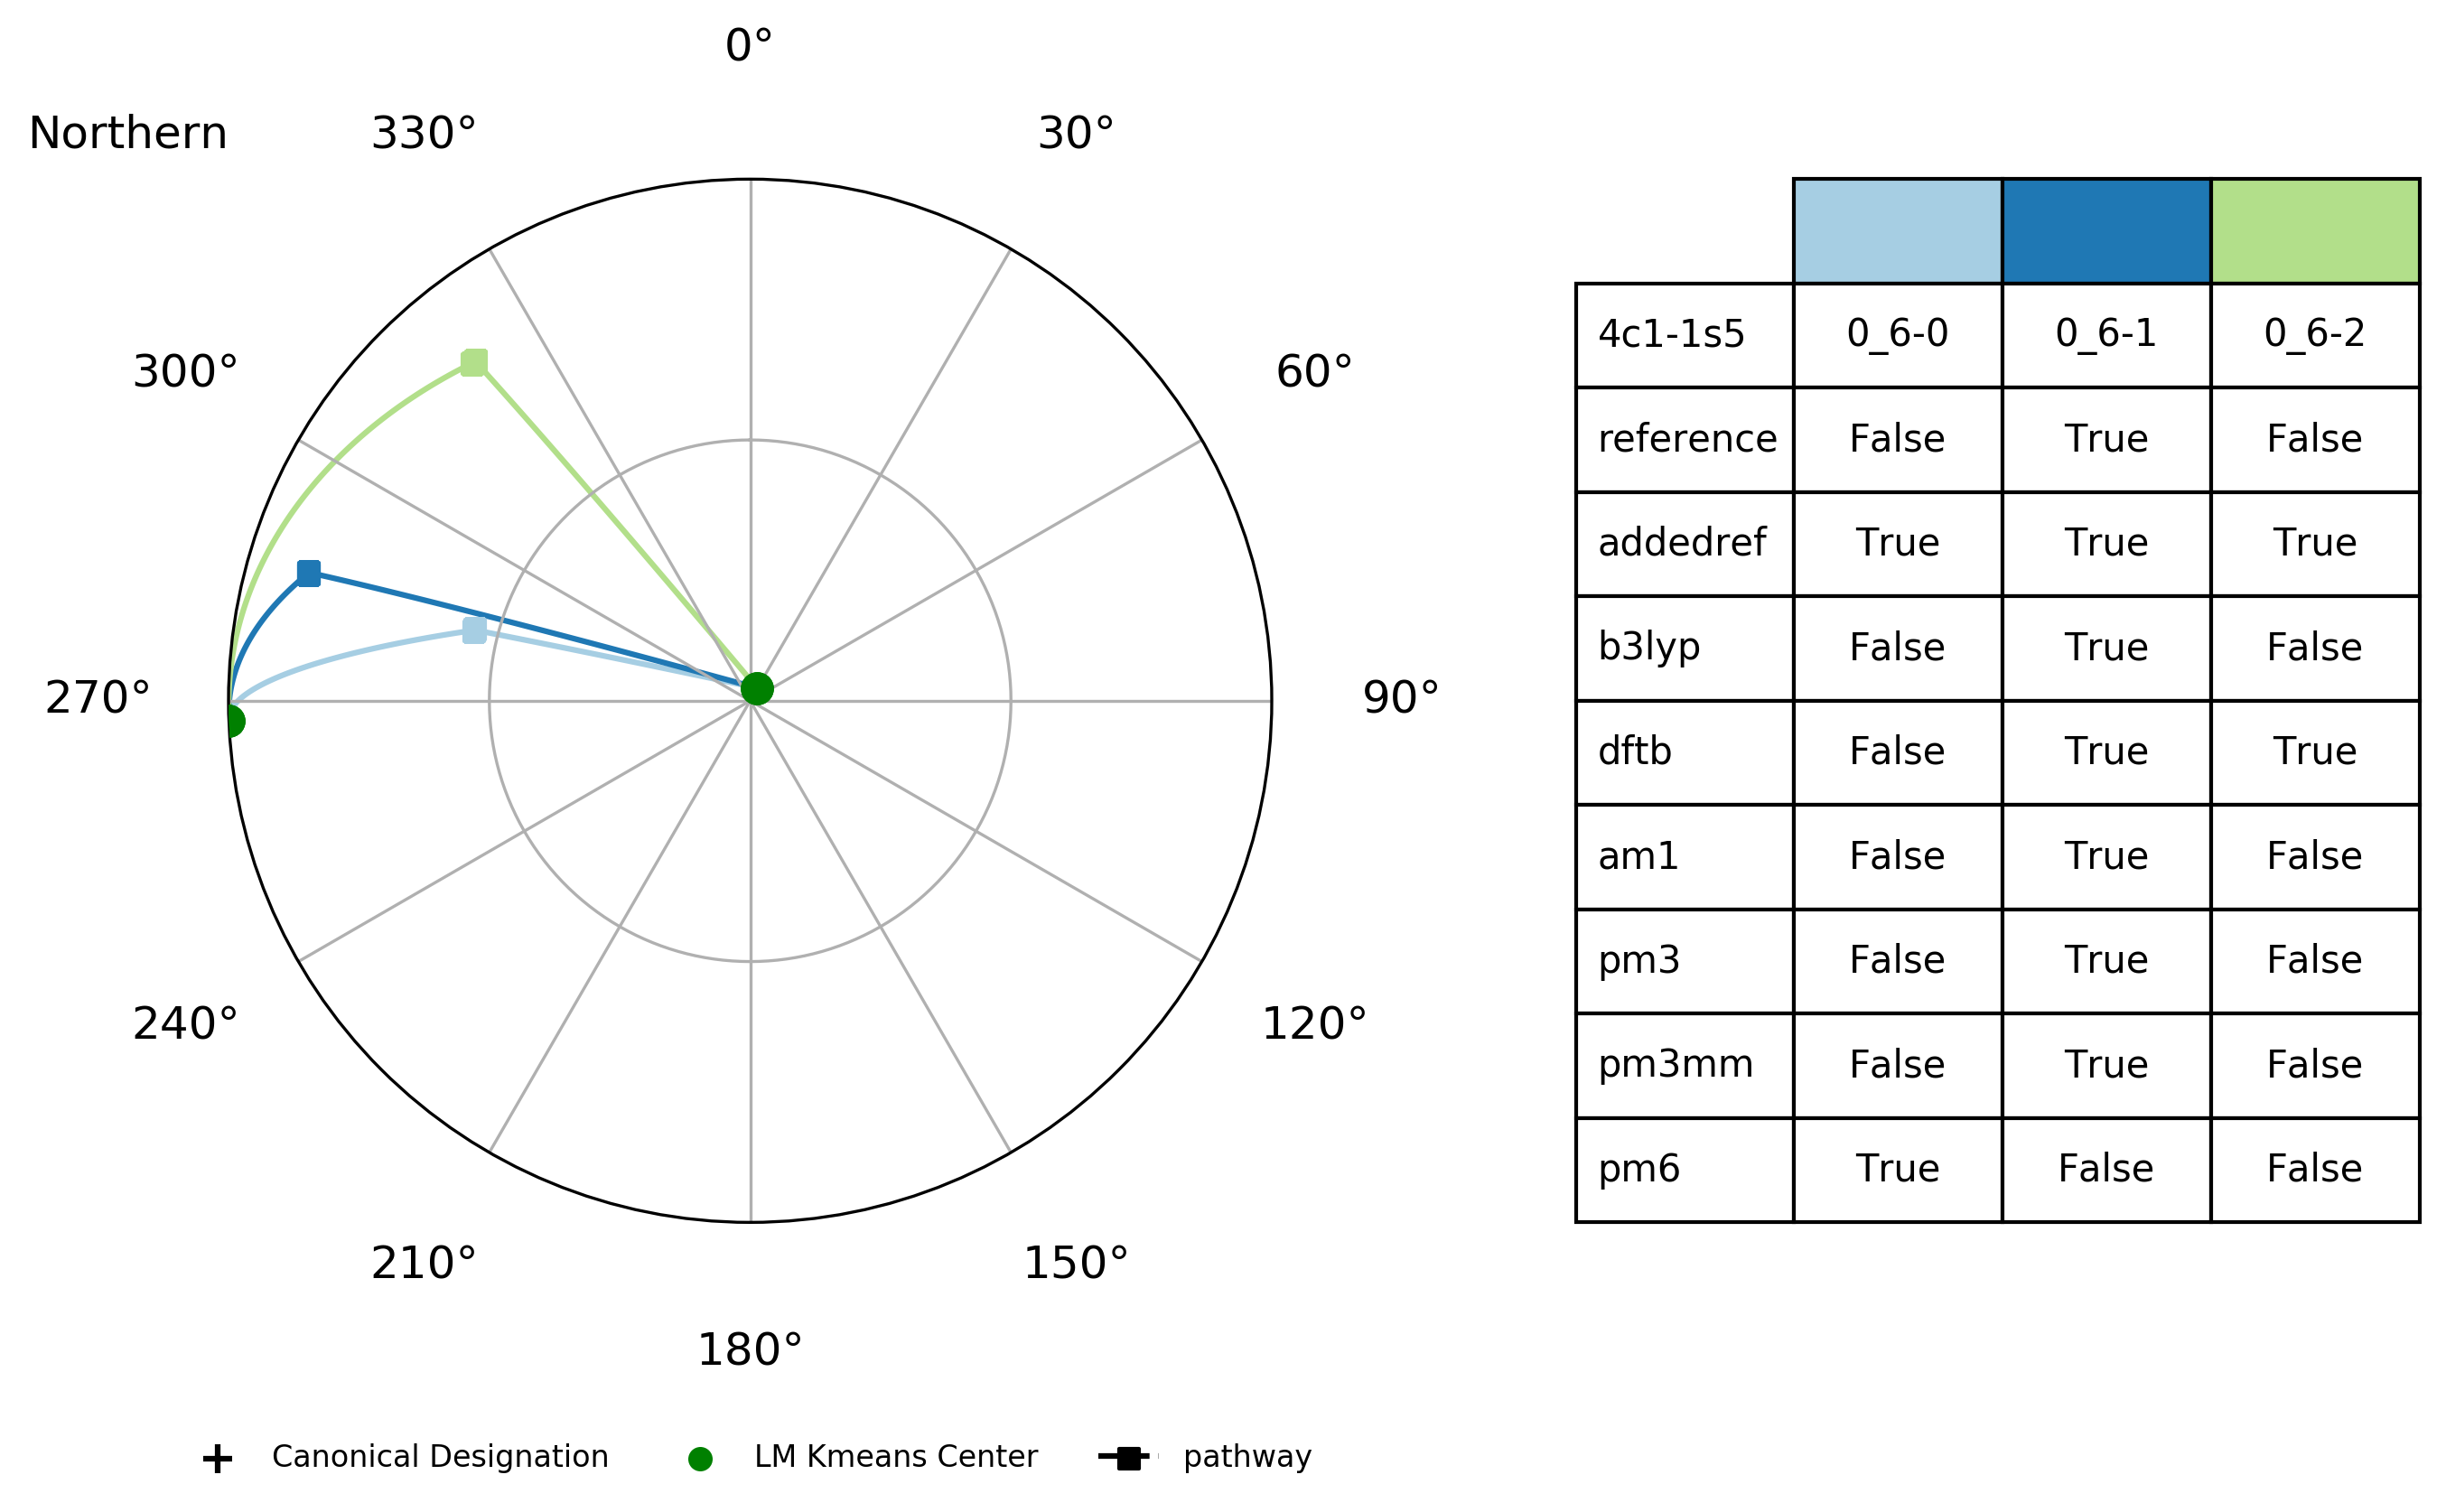 0°
Northern
330°
30°
300°
60°
270°
90°
240°
120°
210°
150°
180°
4c1-1s5 0_6-0 0_6-1 0_6-2
reference False True False
addedref True True True
b3lyp False True False
dftb False True True
am1 False True False
pm3 False True False
pm3mm False True False
pm6 True False False
Canonical Designation LM Kmeans Center pathway